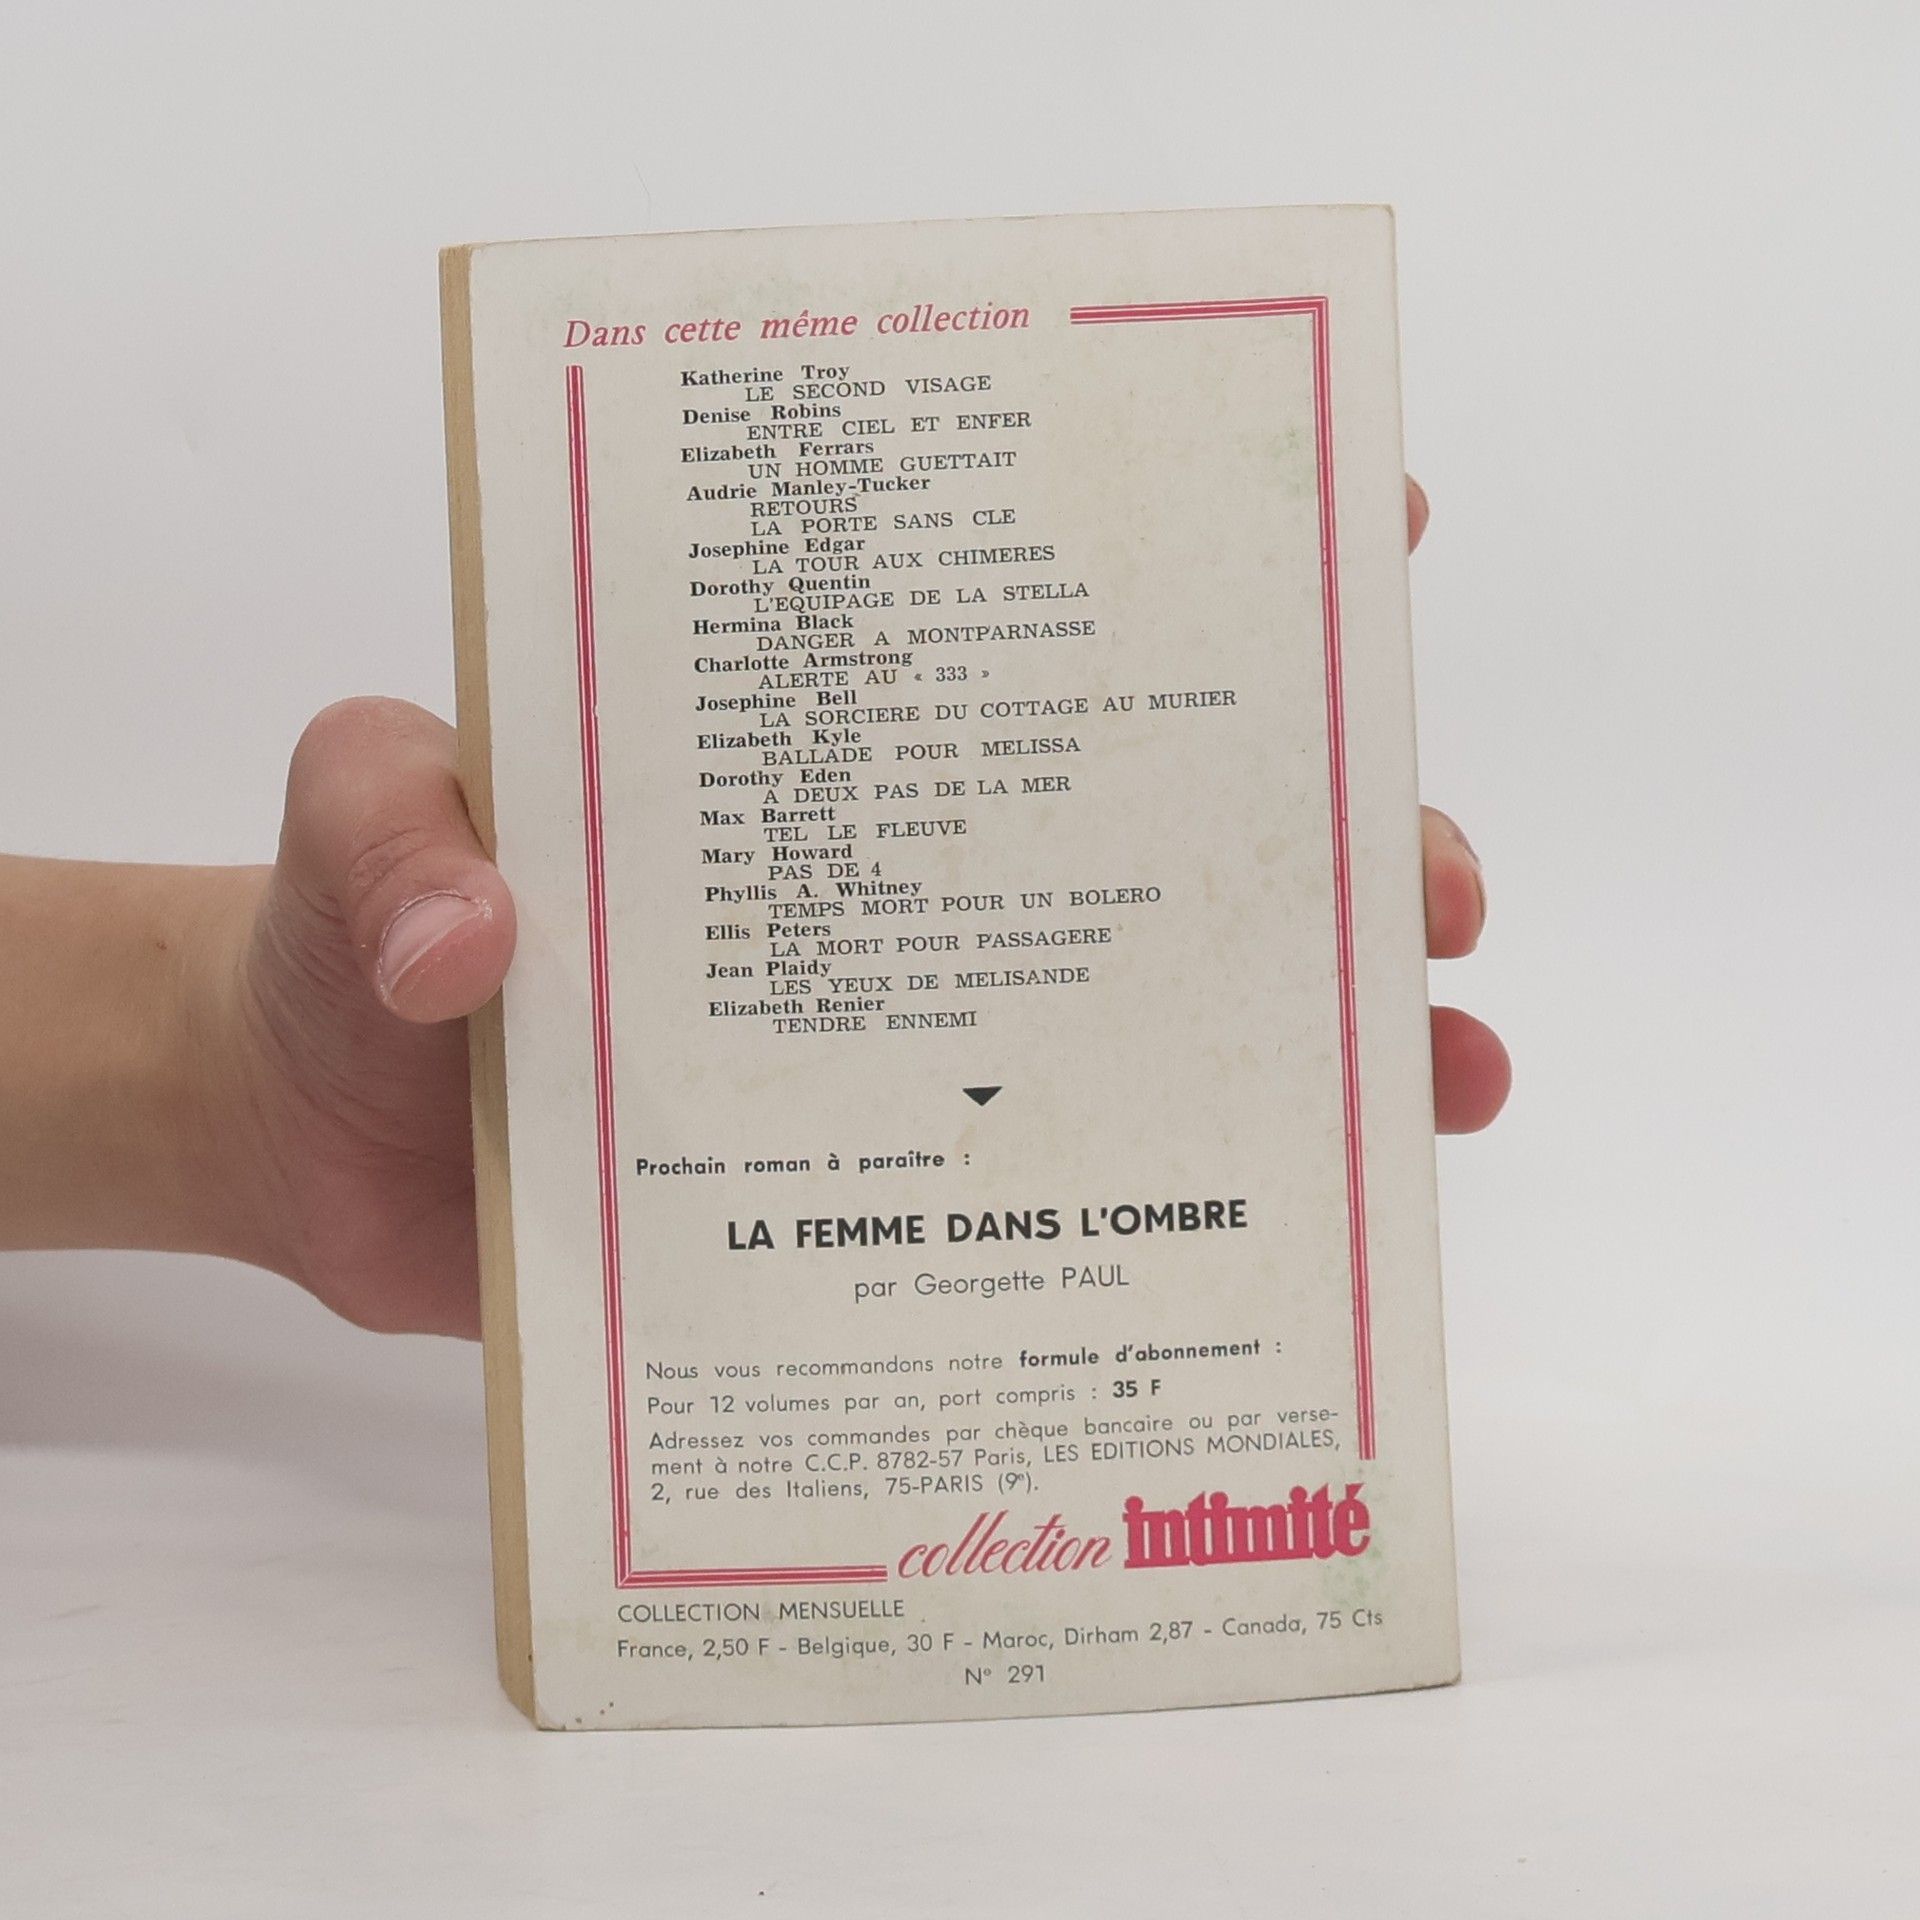 Dans cette même collection
Katherine Troy
LE SECOND VISAGE
Denise Robins
ENTRE CIEL ET ENFER
Elizabeth Ferrars
UN HOMME GUETTAIT
Audrie Manley-Tucker
RETOURS
LA PORTE SANS CLE
Josephine Edgar
LA TOUR AUX CHIMERES
Dorothy Quentin
L'EQUIPAGE DE LA STELLA
Hermina Black
DANGER A MONTPARNASSE
Charlotte Armstrong
ALERTE AU « 333 »
Josephine Bell
LA SORCIERE DU COTTAGE AU MURIER
Elizabeth Kyle
BALLADE POUR MELISSA
Dorothy Eden
A DEUX PAS DE LA MER
Max Barrett
TEL LE FLEUVE
Mary Howard
PAS DE 4
Phyllis A. Whitney
TEMPS MORT POUR UN BOLERO
Ellis Peters
LA MORT POUR PASSAGERE
Jean Plaidy
LES YEUX DE MELISANDE
Elizabeth Renier
TENDRE ENNEMI
Prochain roman à paraître :
LA FEMME DANS L'OMBRE
par Georgette PAUL
Nous vous recommandons notre formule d'abonnement :
Pour 12 volumes par an, port compris : 35 F
Adressez vos commandes par chèque bancaire ou par verse-
ment à notre C.C.P. 8782-57 Paris, LES EDITIONS MONDIALES,
2, rue des Italiens, 75-PARIS (9e).
collection intimité
COLLECTION MENSUELLE
France, 2,50 F - Belgique, 30 F - Maroc, Dirham 2,87 - Canada, 75 Cts
N° 291